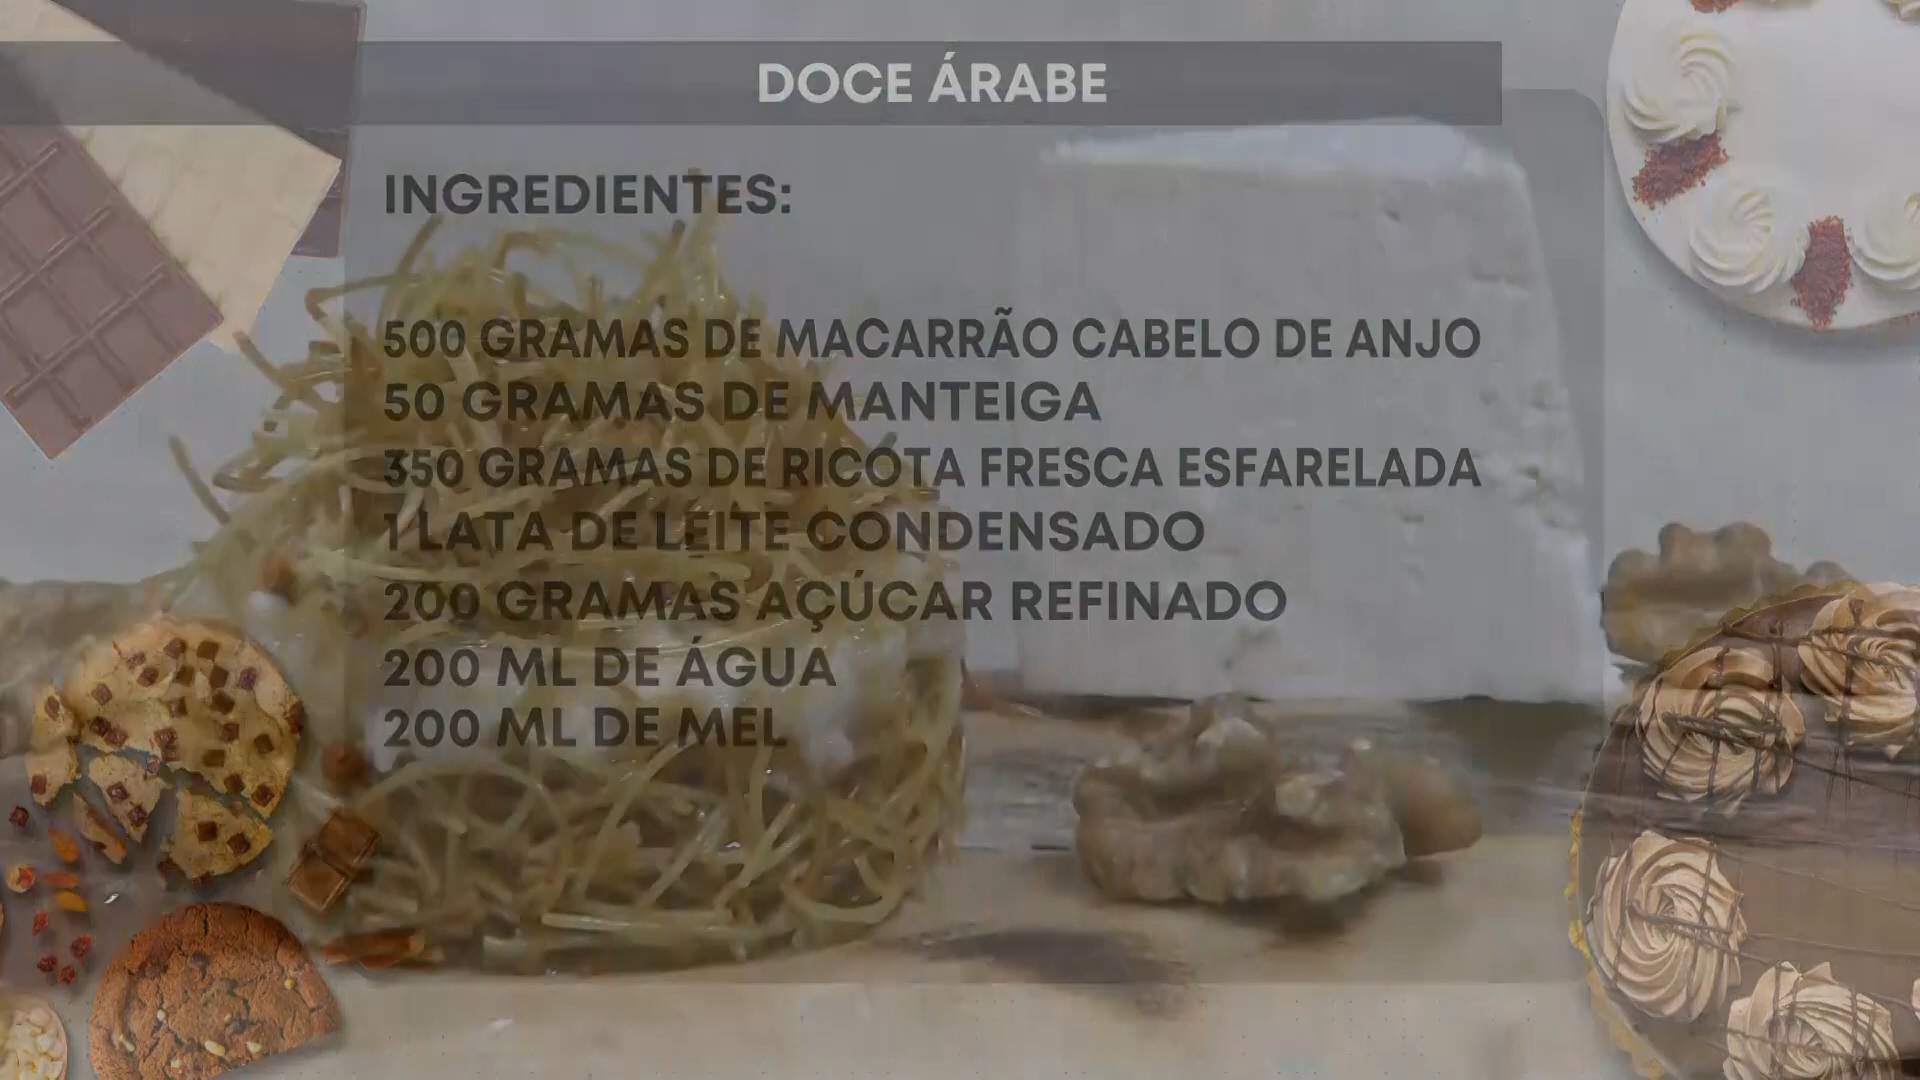 DOCE ÁRABE
INGREDIENTES:
500 GRAMAS DE MACARRÃO CABELO DE ANJO
50 GRAMAS DE MANTEIGA
350 GRAMAS DE RICOTA FRESCA ESFARELADA
1 LATA DE LEITE CONDENSADO
200 GRAMAS AÇÚCAR REFINADO
200 ML DE ÁGUA
200 ML DE MEL